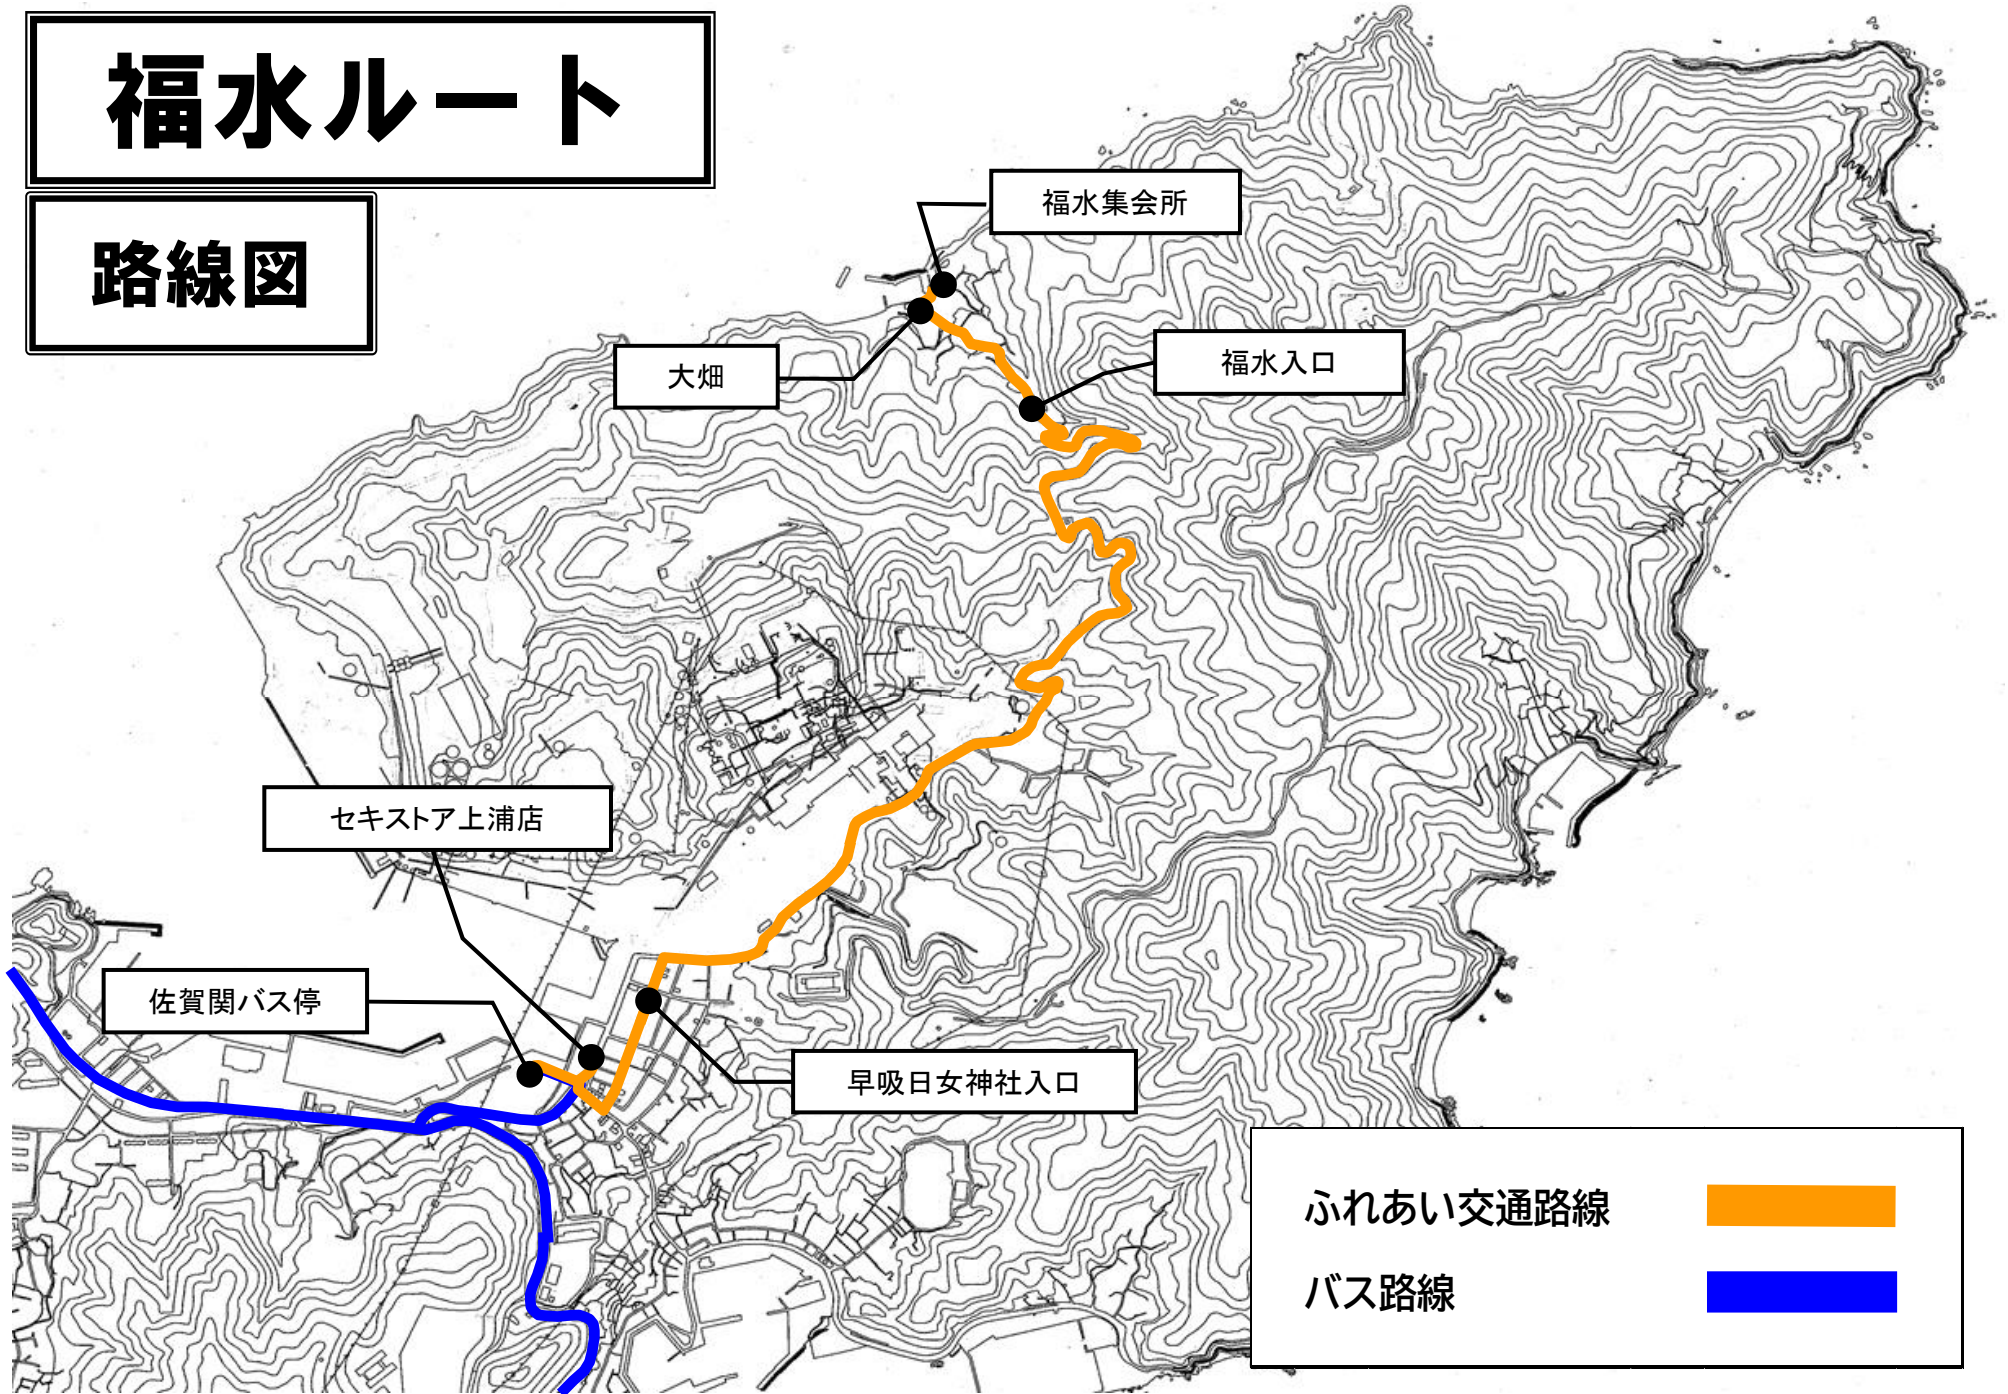 福水ルート
路線図
福水集会所
大畑
福水入口
セキストア上浦店
佐賀関バス停
早吸日女神社入口
ふれあい交通路線
バス路線